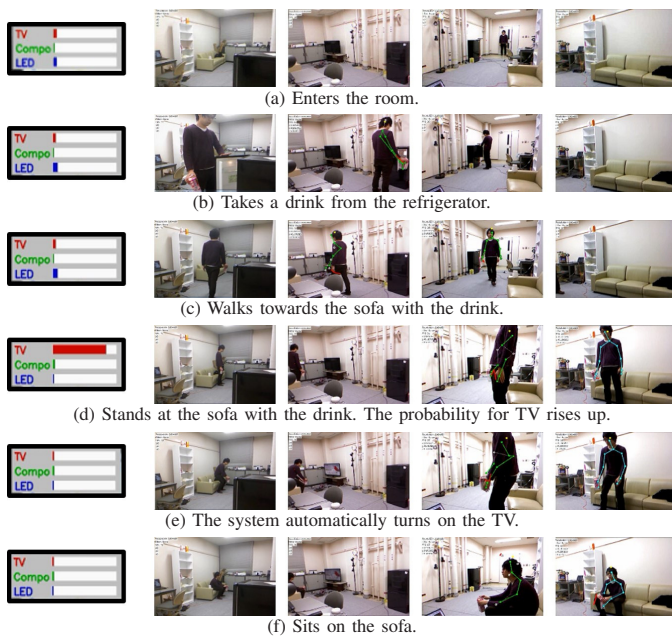 TV
Compo
LED
(a) Enters the room.
TV
Compo
LED
(b) Takes a drink from the refrigerator.
TV
Compo
LED
(c) Walks towards the sofa with the drink.
TV
Compo
LED
(d) Stands at the sofa with the drink. The probability for TV rises up.
TV
Compo
LED
(e) The system automatically turns on the TV.
TV
Compo
LED
(f) Sits on the sofa.